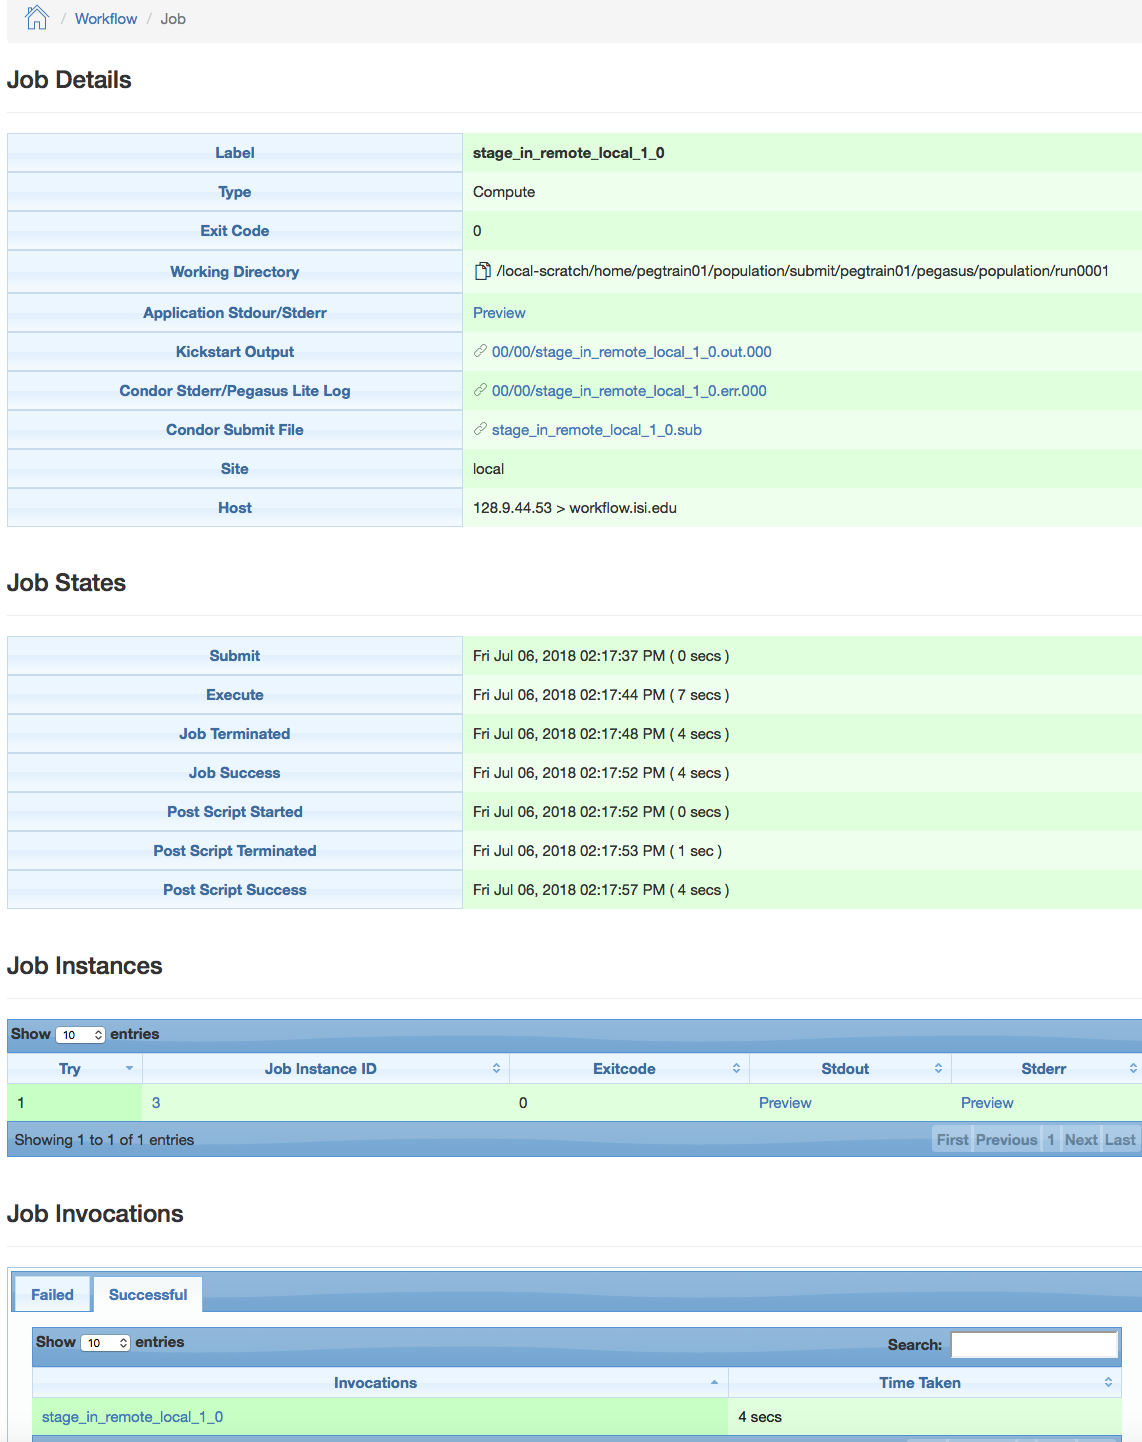 / Workflow / Job
Job Details
Label stage_in_remote_local_1_0
Type Compute
Exit Code 0
Working Directory /local-scratch/home/pegtrain01/population/submit/pegtrain01/pegasus/population/run0001
Application Stdour/Stderr Preview
Kickstart Output 00/00/stage_in_remote_local_1_0.out.000
Condor Stderr/Pegasus Lite Log 00/00/stage_in_remote_local_1_0.err.000
Condor Submit File stage_in_remote_local_1_0.sub
Site local
Host 128.9.44.53 > workflow.isi.edu
Job States
Submit Fri Jul 06, 2018 02:17:37 PM ( 0 secs )
Execute Fri Jul 06, 2018 02:17:44 PM ( 7 secs )
Job Terminated Fri Jul 06, 2018 02:17:48 PM ( 4 secs )
Job Success Fri Jul 06, 2018 02:17:52 PM ( 4 secs )
Post Script Started Fri Jul 06, 2018 02:17:52 PM ( 0 secs )
Post Script Terminated Fri Jul 06, 2018 02:17:53 PM ( 1 sec )
Post Script Success Fri Jul 06, 2018 02:17:57 PM ( 4 secs )
Job Instances
Show 10 entries
Try Job Instance ID Exitcode Stdout Stderr
1 3 0 Preview Preview
Showing 1 to 1 of 1 entries First Previous 1 Next Last
Job Invocations
Failed Successful
Show 10 entries Search:
Invocations Time Taken
stage_in_remote_local_1_0 4 secs